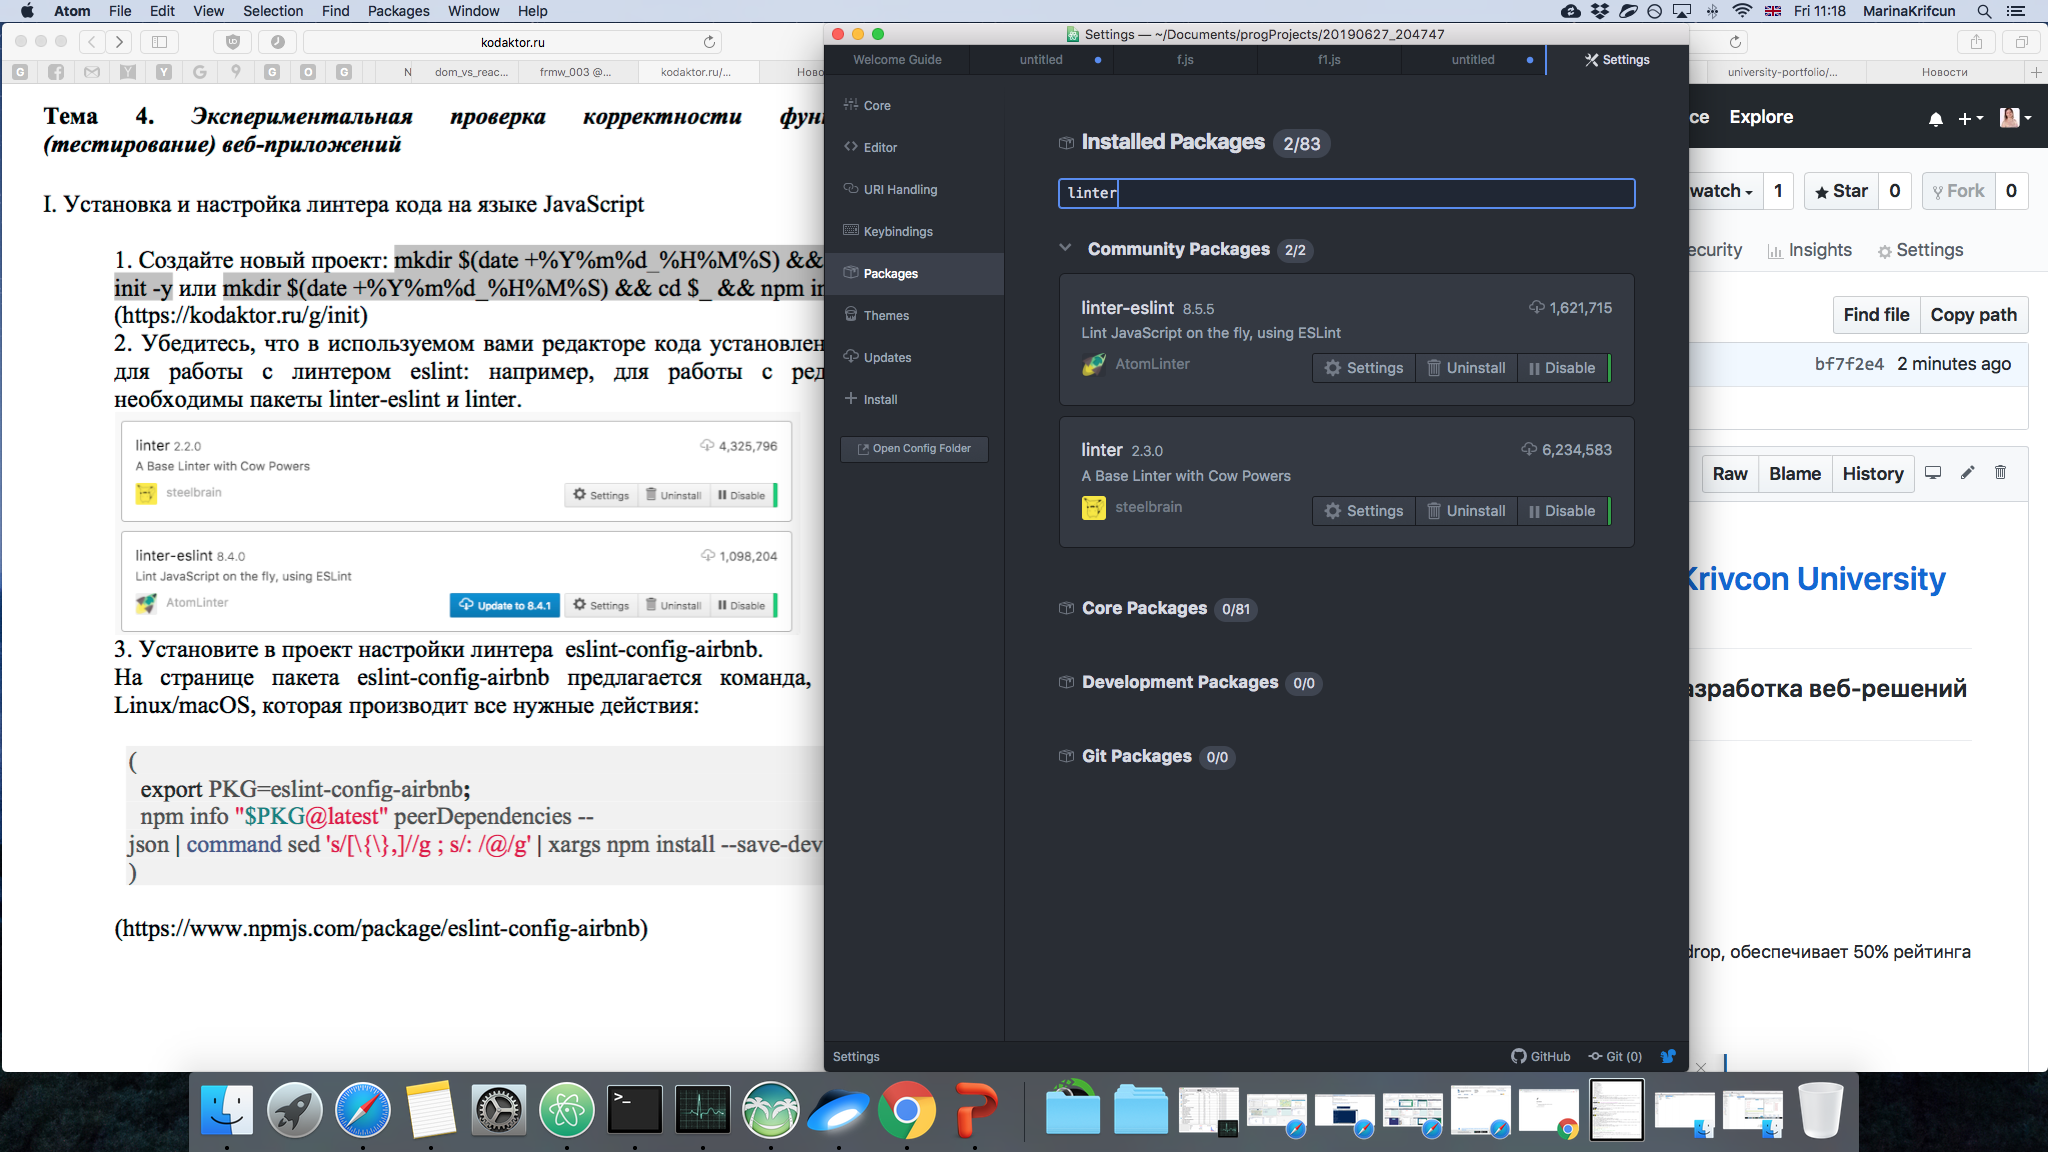 Atom File Edit View Selection Find Packages Window Help
Fri 11:18 MarinaKrifcun
kodaktor.ru
dom_vs_reac... frmw_003 @... kodaktor.ru/... Ново
Тема 4. Экспериментальная проверка корректности фун
(тестирование) веб-приложений
I. Установка и настройка линтера кода на языке JavaScript
1. Создайте новый проект: mkdir $(date +%Y%m%d_%H%M%S) &&
init -y или mkdir $(date +%Y%m%d_%H%M%S) && cd $_ && npm in
(https://kodaktor.ru/g/init)
2. Убедитесь, что в используемом вами редакторе кода установлен
для работы с линтером eslint: например, для работы с ред
необходимы пакеты linter-eslint и linter.
linter 2.2.0 4,325,796
A Base Linter with Cow Powers
steelbrain Settings Uninstall Disable
linter-eslint 8.4.0 1,098,204
Lint JavaScript on the fly, using ESLint
AtomLinter Update to 8.4.1 Settings Uninstall Disable
3. Установите в проект настройки линтера eslint-config-airbnb.
На странице пакета eslint-config-airbnb предлагается команда,
Linux/macOS, которая производит все нужные действия:
(
export PKG=eslint-config-airbnb;
npm info "$PKG@latest" peerDependencies --
json | command sed 's/[\{\},]//g ; s/: /@/g' | xargs npm install --save-dev
)
(https://www.npmjs.com/package/eslint-config-airbnb)
Settings — ~/Documents/progProjects/20190627_204747
Welcome Guide untitled f.js f1.js untitled Settings
Core
Editor
URI Handling
Keybindings
Packages
Themes
Updates
Install
Open Config Folder
Installed Packages 2/83
linter
Community Packages 2/2
linter-eslint 8.5.5 1,621,715
Lint JavaScript on the fly, using ESLint
AtomLinter Settings Uninstall Disable
linter 2.3.0 6,234,583
A Base Linter with Cow Powers
steelbrain Settings Uninstall Disable
Core Packages 0/81
Development Packages 0/0
Git Packages 0/0
Settings GitHub Git (0)
university-portfolio/... Новости
ce Explore
watch 1 Star 0 Fork 0
ecurity Insights Settings
Find file Copy path
bf7f2e4 2 minutes ago
Raw Blame History
Krivcon University
азработка веб-решений
drop, обеспечивает 50% рейтинга